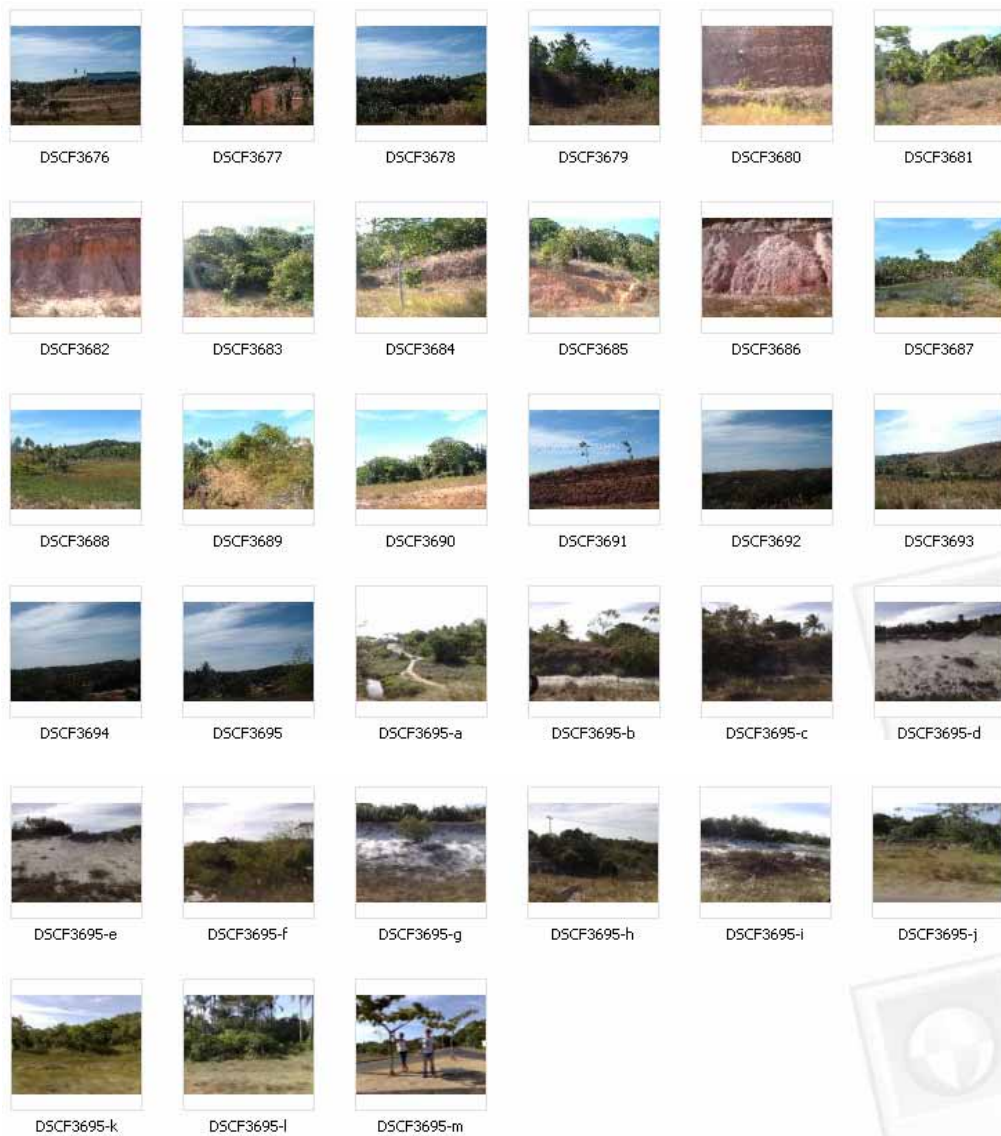 DSCF3676 DSCF3677 DSCF3678 DSCF3679 DSCF3680 DSCF3681
DSCF3682 DSCF3683 DSCF3684 DSCF3685 DSCF3686 DSCF3687
DSCF3688 DSCF3689 DSCF3690 DSCF3691 DSCF3692 DSCF3693
DSCF3694 DSCF3695 DSCF3695-a DSCF3695-b DSCF3695-c DSCF3695-d
DSCF3695-e DSCF3695-f DSCF3695-g DSCF3695-h DSCF3695-i DSCF3695-j
DSCF3695-k DSCF3695-l DSCF3695-m